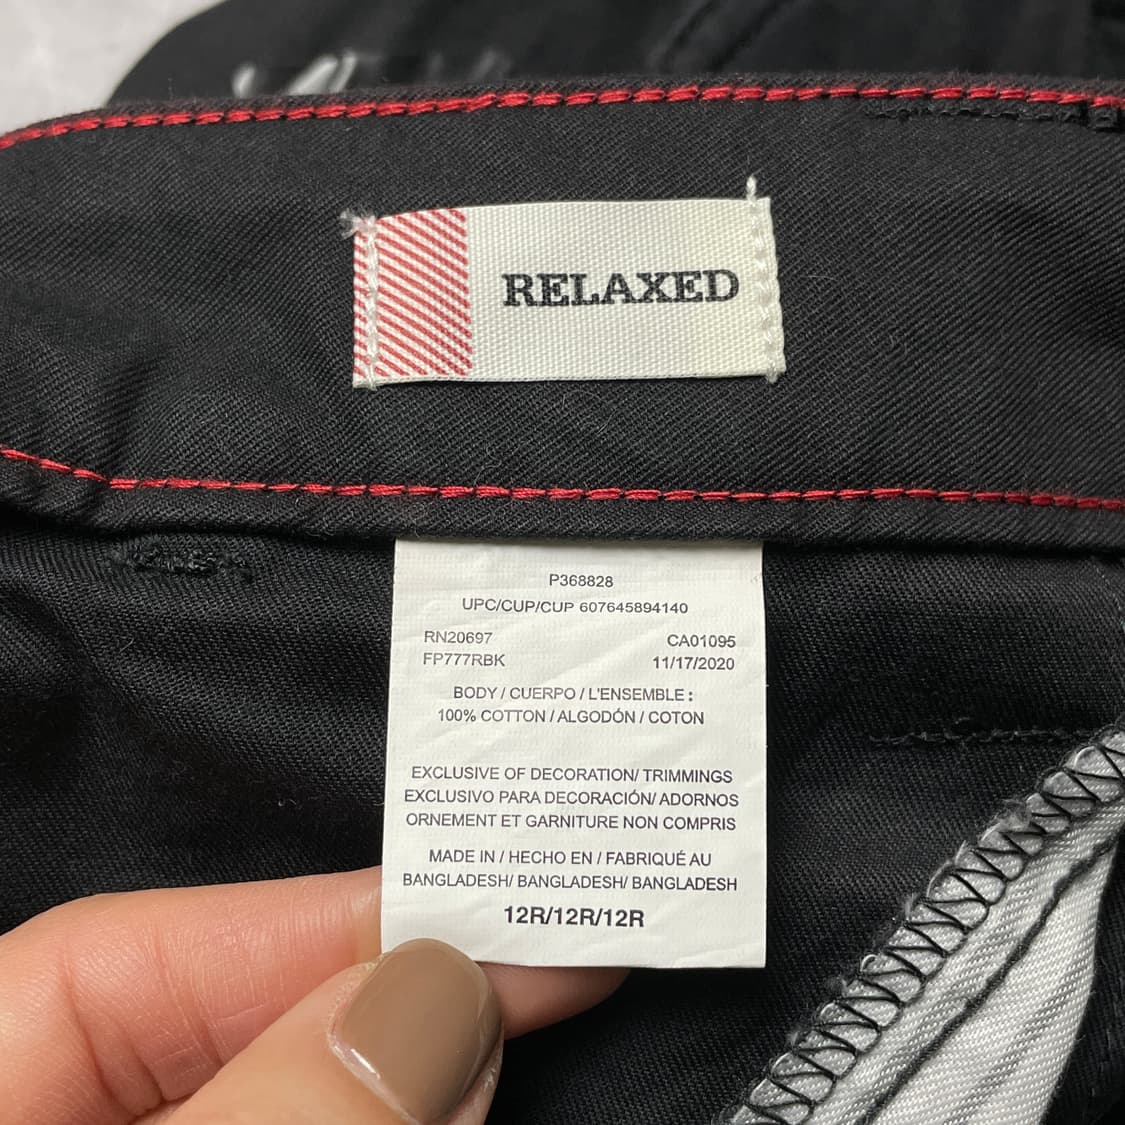 RELAXED
P368828
UPC/CUP/CUP 607645894140
RN20697 CA01095
FP777RBK 11/17/2020
BODY / CUERPO / L'ENSEMBLE :
100% COTTON / ALGODÓN / COTON
EXCLUSIVE OF DECORATION/ TRIMMINGS
EXCLUSIVO PARA DECORACIÓN/ ADORNOS
ORNEMENT ET GARNITURE NON COMPRIS
MADE IN / HECHO EN / FABRIQUÉ AU
BANGLADESH/ BANGLADESH/ BANGLADESH
12R/12R/12R